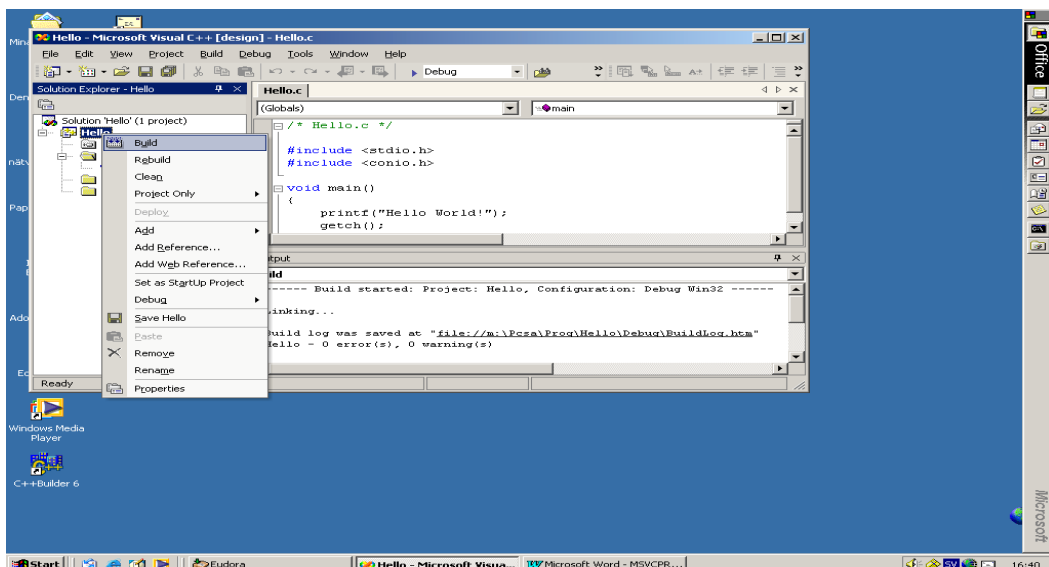 Hello - Microsoft Visual C++ [design] - Hello.c
File Edit View Project Build Debug Tools Window Help
Debug
Solution Explorer - Hello
Hello.c
(Globals)
main
Solution 'Hello' (1 project)
Hello
Build
Rebuild
Clean
Project Only
Deploy
Add
Add Reference...
Add Web Reference...
Set as StartUp Project
Debug
Save Hello
Paste
Remove
Rename
Properties
/* Hello.c */
#include <stdio.h>
#include <conio.h>
void main()
{
printf("Hello World!");
getch();
------ Build started: Project: Hello, Configuration: Debug Win32 ------
"file://m:\Pcsa\Prog\Hello\Debug\BuildLog.htm"
build log was saved at
- 0 error(s), 0 warning(s)
Ready
Windows Media
Player
C++Builder 6
Office
Microsoft
Start
Eudora
Hello - Microsoft Visua...
Microsoft Word - MSVCPR...
SV
16:40